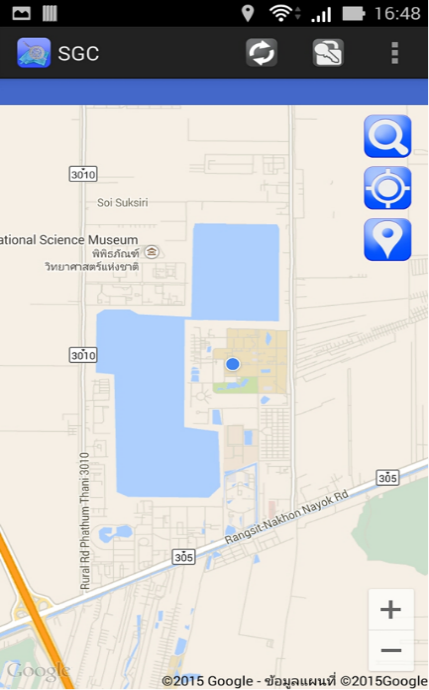 16:48
SGC
3010
Soi Suksiri
ational Science Museum
พิพิธภัณฑ์
วิทยาศาสตร์แห่งชาติ
3010
Rural Rd Phathum Thani 3010
305
Rangsit-Nakhon Nayok Rd
305
+
−
Google
©2015 Google - ข้อมูลแผนที่ ©2015Google